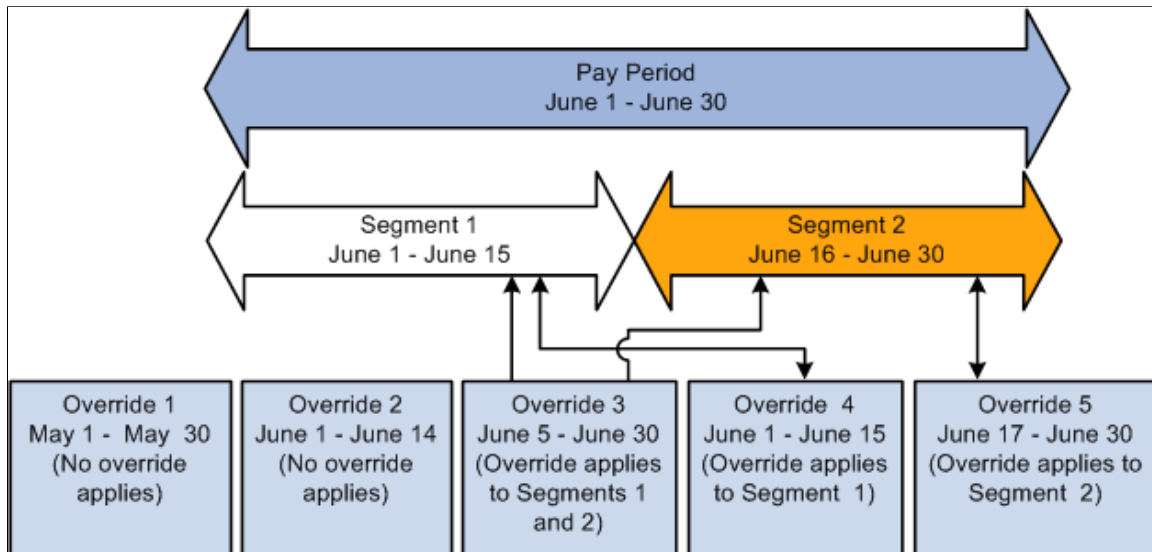 Pay Period
June 1 - June 30
Segment 1
June 1 - June 15
Segment 2
June 16 - June 30
Override 1
May 1 - May 30
(No override
applies)
Override 2
June 1 - June 14
(No override
applies)
Override 3
June 5 - June 30
(Override applies
to Segments 1
and 2)
Override 4
June 1 - June 15
(Override applies
to Segment 1)
Override 5
June 17 - June 30
(Override applies to
Segment 2)